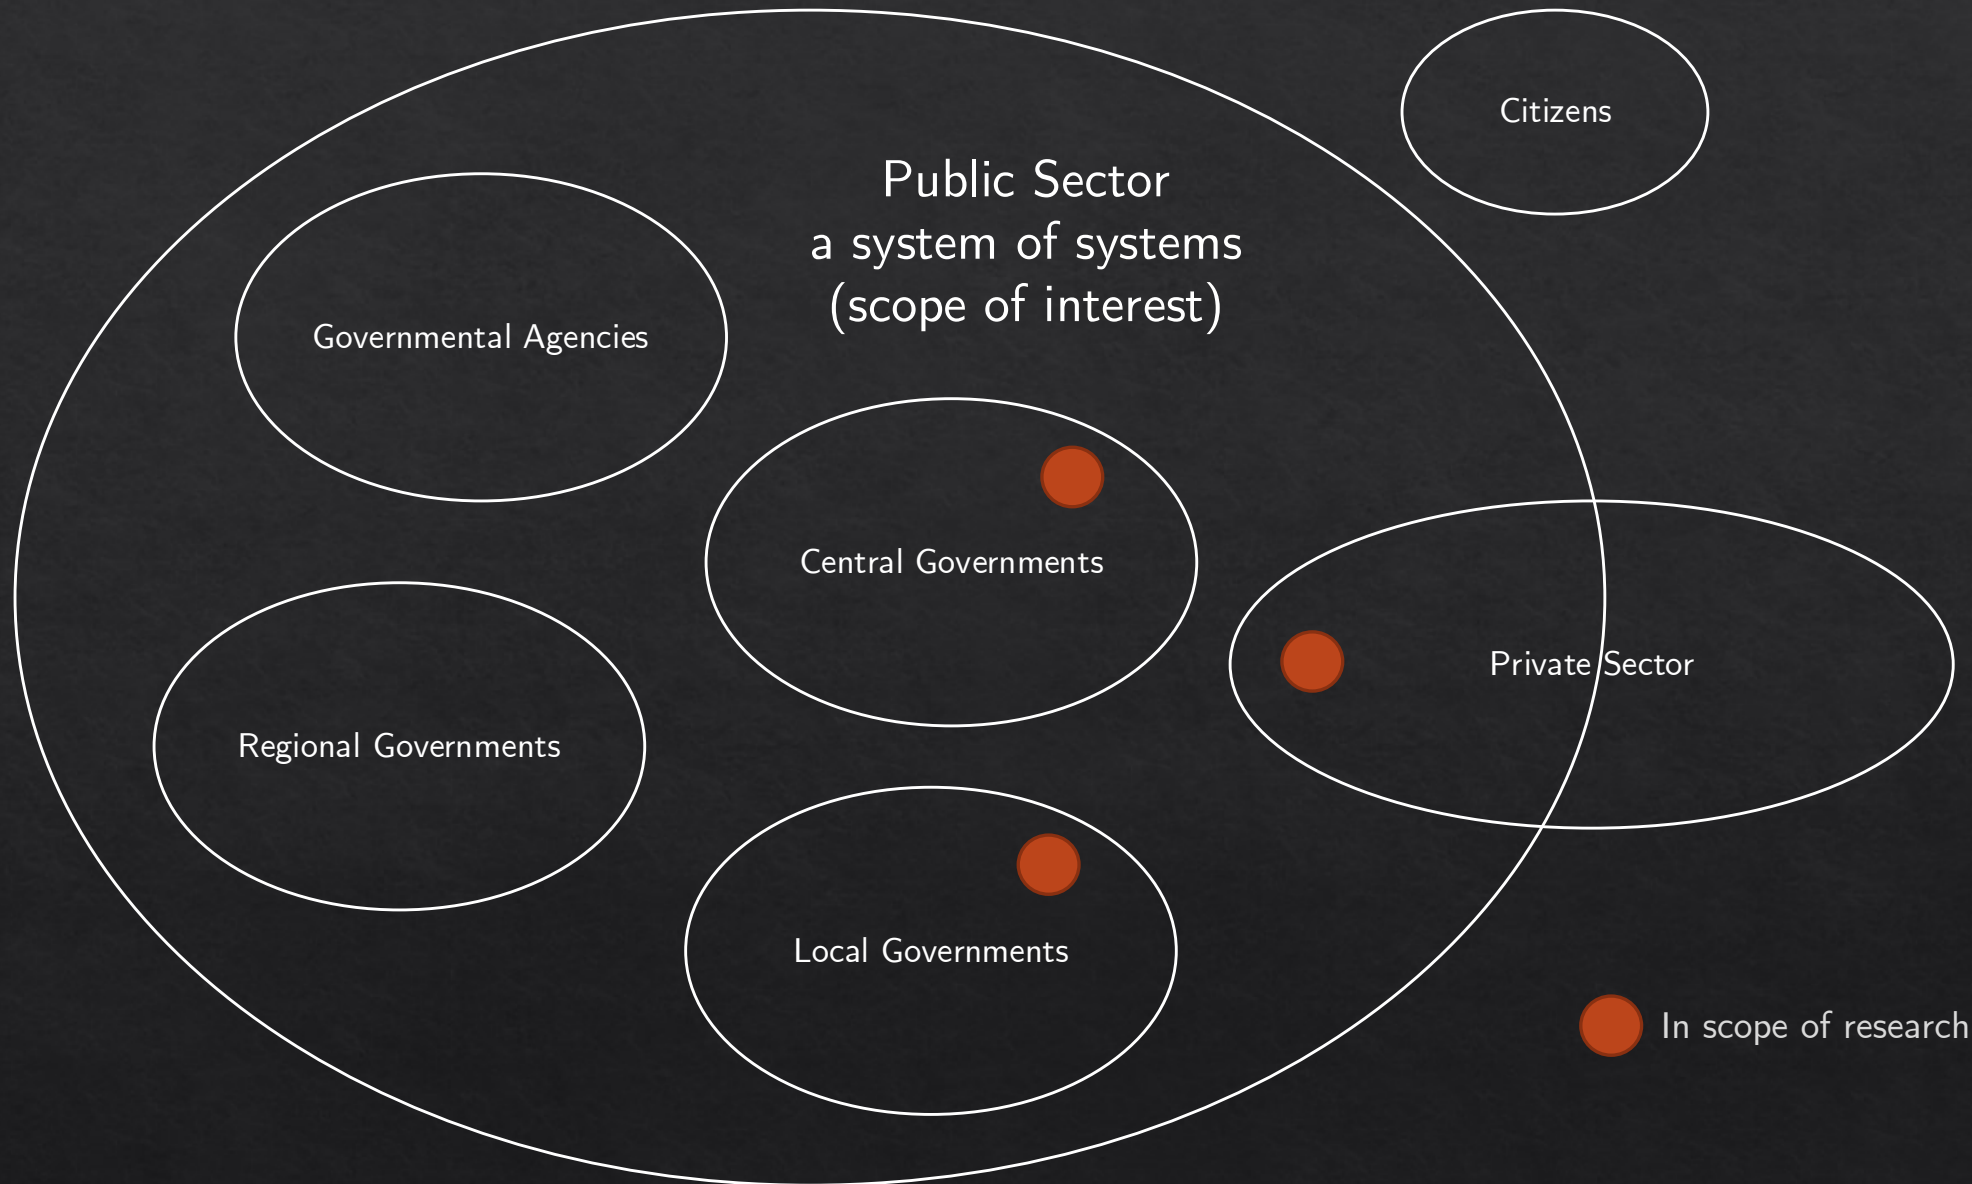 Citizens
Public Sector
a system of systems
(scope of interest)
Governmental Agencies
Central Governments
Private Sector
Regional Governments
Local Governments
In scope of research